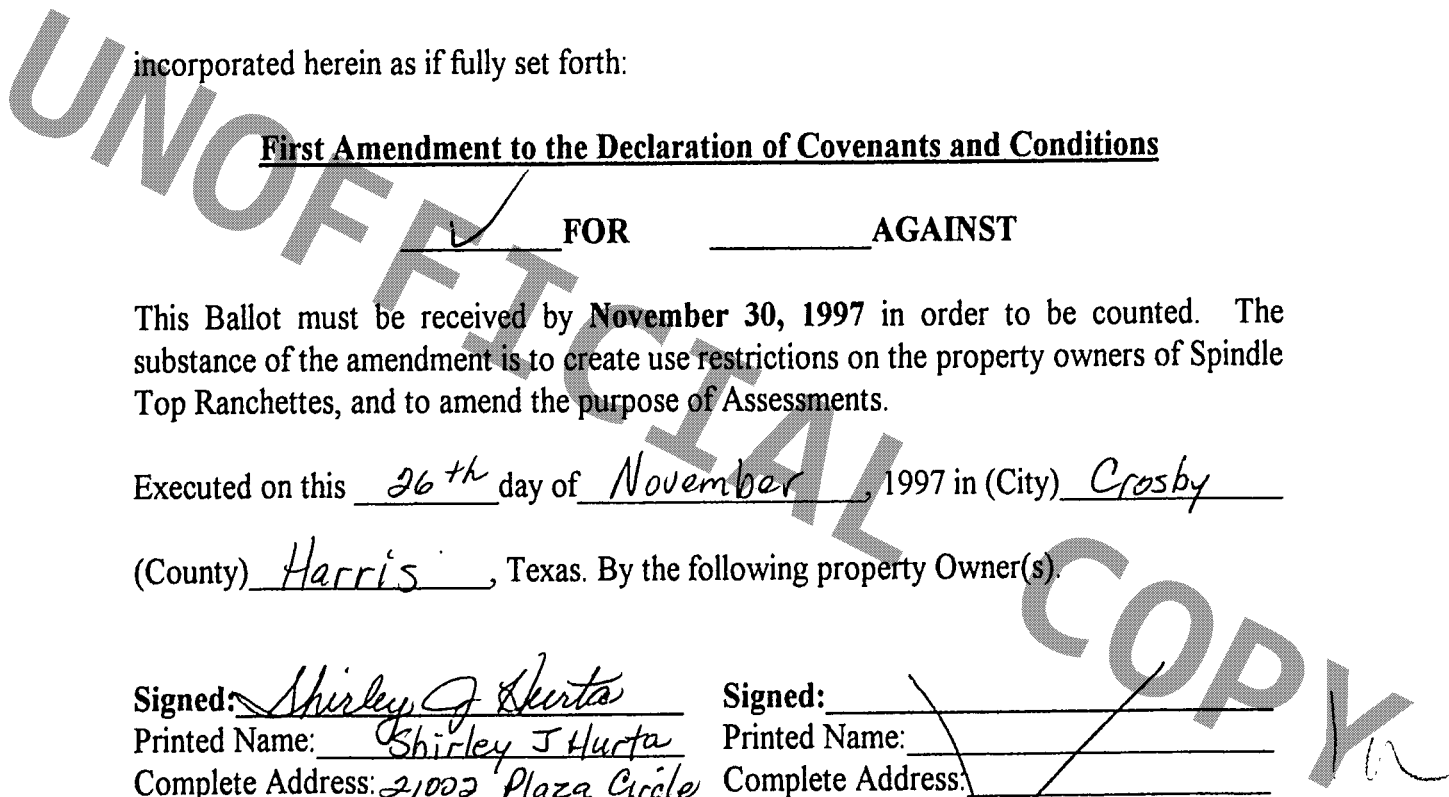 incorporated herein as if fully set forth:
First Amendment to the Declaration of Covenants and Conditions
FOR AGAINST
This Ballot must be received by November 30, 1997 in order to be counted. The
substance of the amendment is to create use restrictions on the property owners of Spindle
Top Ranchettes, and to amend the purpose of Assessments.
Executed on this 26th day of November, 1997 in (City) Crosby
(County) Harris, Texas. By the following property Owner(s).
Signed: Shirley J Hurta Signed:
Printed Name: Shirley J Hurta Printed Name:
Complete Address: 21002 Plaza Circle Complete Address:
UNOFFICIAL COPY